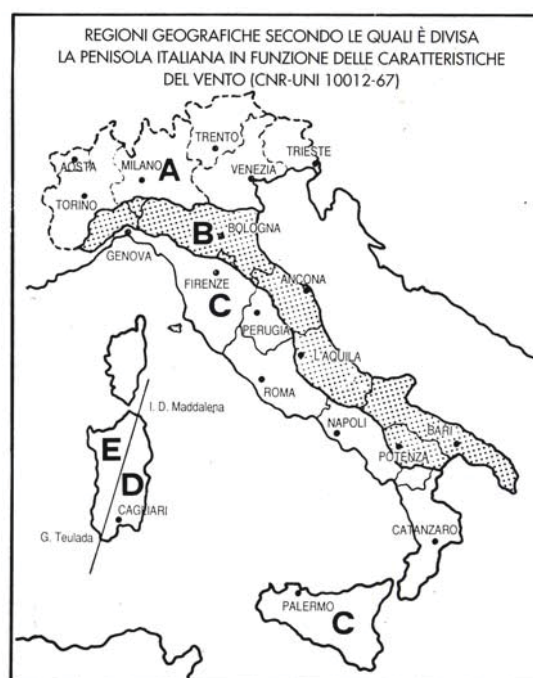 REGIONI GEOGRAFICHE SECONDO LE QUALI È DIVISA
LA PENISOLA ITALIANA IN FUNZIONE DELLE CARATTERISTICHE
DEL VENTO (CNR-UNI 10012-67)
TRENTO
TRIESTE
AOSTA
MILANO
A
VENEZIA
TORINO
B
BOLOGNA
GENOVA
FIRENZE
ANCONA
C
PERUGIA
L'AQUILA
ROMA
I. D. Maddalena
NAPOLI
BARI
E
POTENZA
D
CAGLIARI
G. Teulada
CATANZARO
PALERMO
C